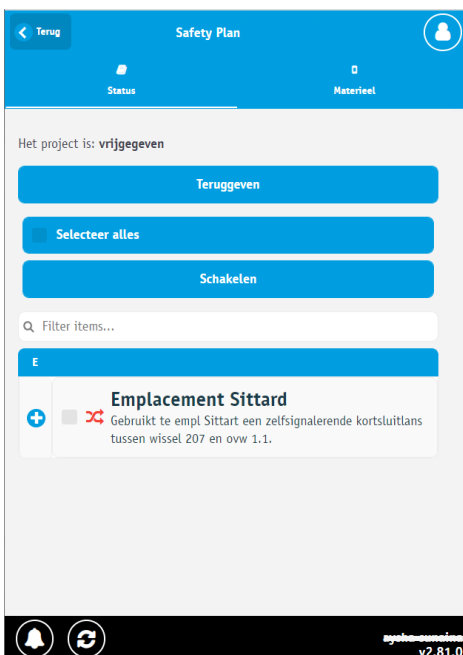 Terug
Safety Plan
Status
Materieel
Het project is: vrijgegeven
Teruggeven
Selecteer alles
Schakelen
Filter items...
E
Emplacement Sittard
Gebruikt te empl Sittart een zelfsignalerende kortsluitlans
tussen wissel 207 en ovw 1.1.
v2.81.0